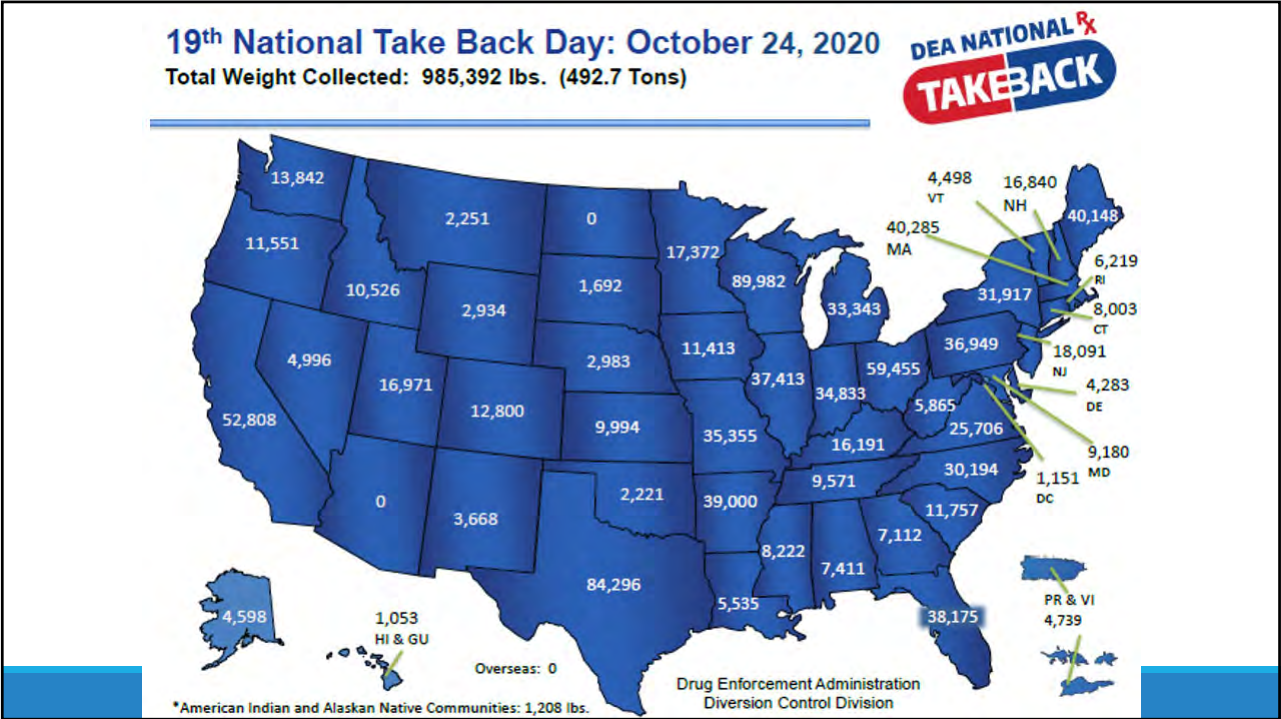 19th National Take Back Day: October 24, 2020
Total Weight Collected: 985,392 lbs. (492.7 Tons)
DEA NATIONAL Rx
TAKEBACK
13,842
2,251
0
17,372
4,498
VT
16,840
NH
40,148
40,285
MA
11,551
10,526
2,934
1,692
89,982
33,343
31,917
6,219
RI
8,003
CT
4,996
16,971
12,800
2,983
11,413
37,413
34,833
59,455
36,949
18,091
NJ
4,283
DE
52,808
9,994
35,355
16,191
5,865
25,706
9,180
MD
1,151
DC
0
3,668
2,221
39,000
9,571
30,194
11,757
84,296
5,535
8,222
7,411
7,112
38,175
4,598
1,053
HI & GU
PR & VI
4,739
Overseas: 0
Drug Enforcement Administration
Diversion Control Division
*American Indian and Alaskan Native Communities: 1,208 lbs.